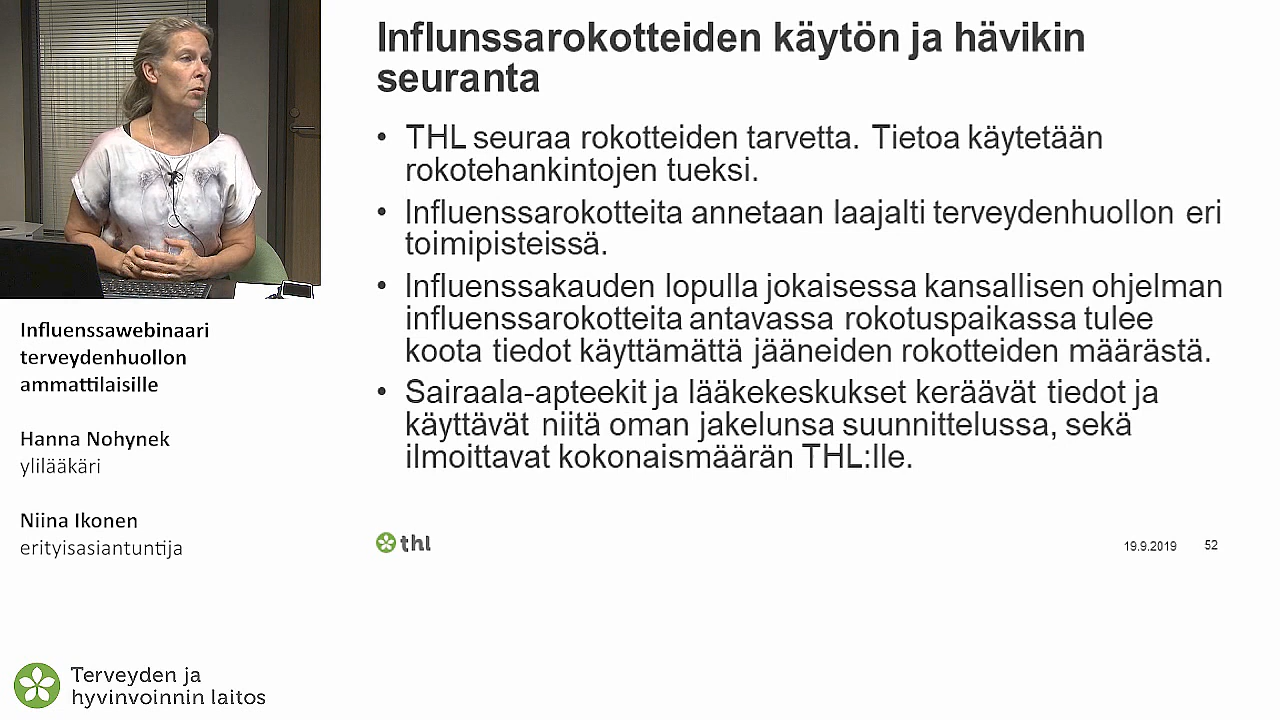 Influnssarokotteiden käytön ja hävikin
seuranta
• THL seuraa rokotteiden tarvetta. Tietoa käytetään
rokotehankintojen tueksi.
• Influenssarokotteita annetaan laajalti terveydenhuollon eri
toimipisteissä.
• Influenssakauden lopulla jokaisessa kansallisen ohjelman
influenssarokotteita antavassa rokotuspaikassa tulee
koota tiedot käyttämättä jääneiden rokotteiden määrästä.
• Sairaala-apteekit ja lääkekeskukset keräävät tiedot ja
käyttävät niitä oman jakelunsa suunnittelussa, sekä
ilmoittavat kokonaismäärän THL:lle.
thl
19.9.2019 52
Influenssawebinaari
terveydenhuollon
ammattilaisille
Hanna Nohynek
ylilääkäri
Niina Ikonen
erityisasiantuntija
Terveyden ja
hyvinvoinnin laitos